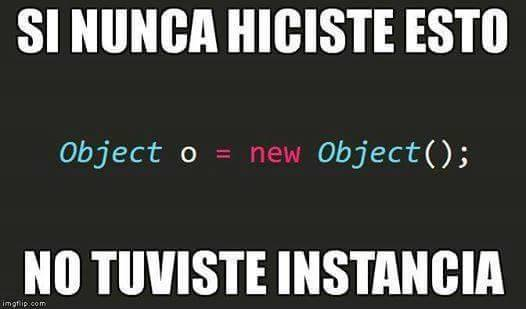 SI NUNCA HICISTE ESTO
Object o = new Object();
NO TUVISTE INSTANCIA
imgflip.com